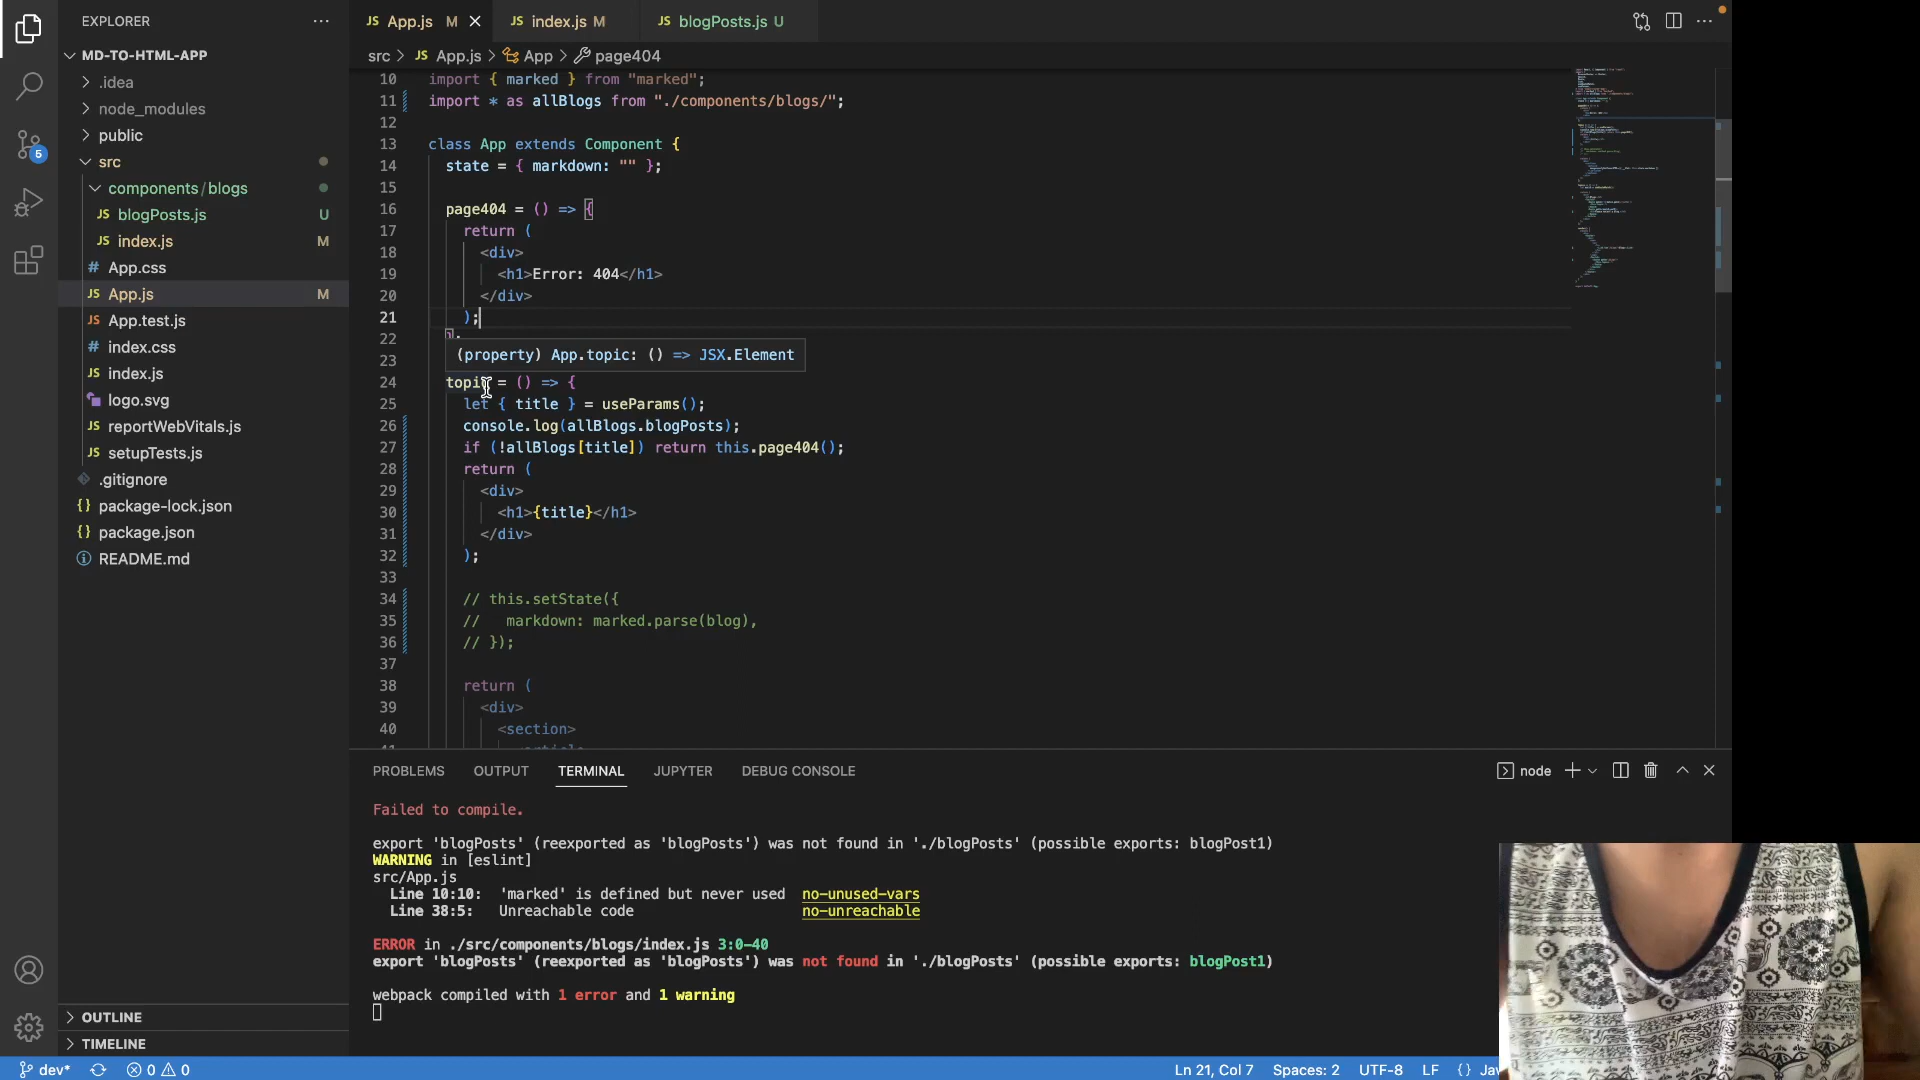 EXPLORER
MD-TO-HTML-APP
.idea
node_modules
public
src
components/blogs
JS blogPosts.js U
JS index.js M
# App.css
JS App.js M
JS App.test.js
# index.css
JS index.js
logo.svg
JS reportWebVitals.js
JS setupTests.js
.gitignore
{} package-lock.json
{} package.json
README.md
OUTLINE
TIMELINE
5
JS App.js M
JS index.js M
JS blogPosts.js U
src > JS App.js > App > page404
10 import { marked } from "marked";
11 import * as allBlogs from "./components/blogs/";
12
13 class App extends Component {
14 state = { markdown: "" };
15
16 page404 = () => {
17 return (
18 <div>
19 <h1>Error: 404</h1>
20 </div>
21 );
22
23
(property) App.topic: () => JSX.Element
24 topic = () => {
25 let { title } = useParams();
26 console.log(allBlogs.blogPosts);
27 if (!allBlogs[title]) return this.page404();
28 return (
29 <div>
30 <h1>{title}</h1>
31 </div>
32 );
33
34 // this.setState({
35 //   markdown: marked.parse(blog),
36 // });
37
38 return (
39 <div>
40 <section>
PROBLEMS OUTPUT TERMINAL JUPYTER DEBUG CONSOLE
node
Failed to compile.
export 'blogPosts' (reexported as 'blogPosts') was not found in './blogPosts' (possible exports: blogPost1)
WARNING in [eslint]
src/App.js
Line 10:10: 'marked' is defined but never used no-unused-vars
Line 38:5: Unreachable code no-unreachable
ERROR in ./src/components/blogs/index.js 3:0-40
export 'blogPosts' (reexported as 'blogPosts') was not found in './blogPosts' (possible exports: blogPost1)
webpack compiled with 1 error and 1 warning
dev* 0 0
Ln 21, Col 7 Spaces: 2 UTF-8 LF {}